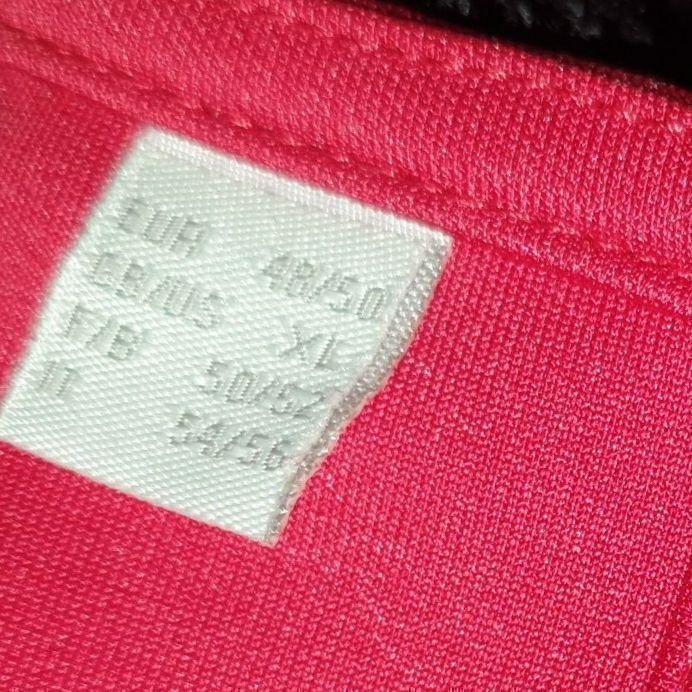 EUR 48/50
GB/US XL
F/B 50/52
IT 54/56